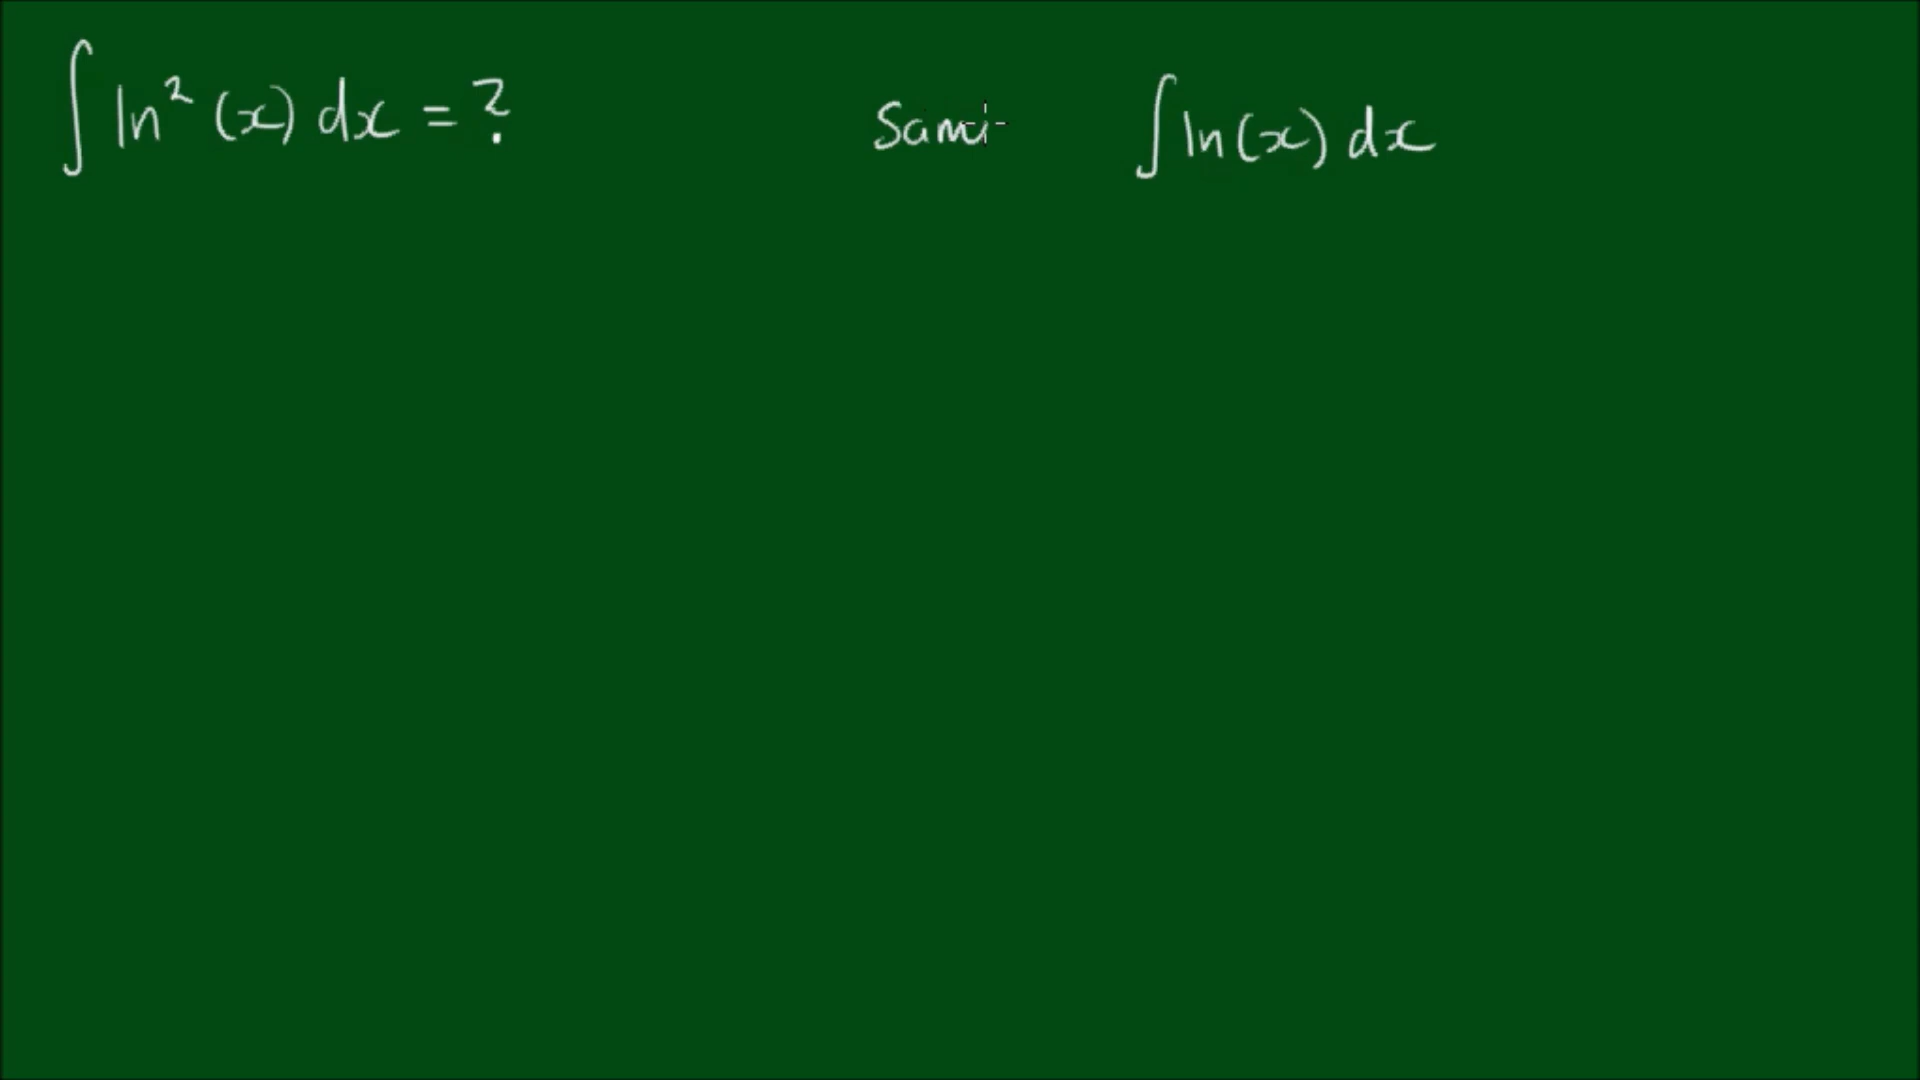 ∫ ln² (x) dx = ?
Sam ∫ ln(x) dx